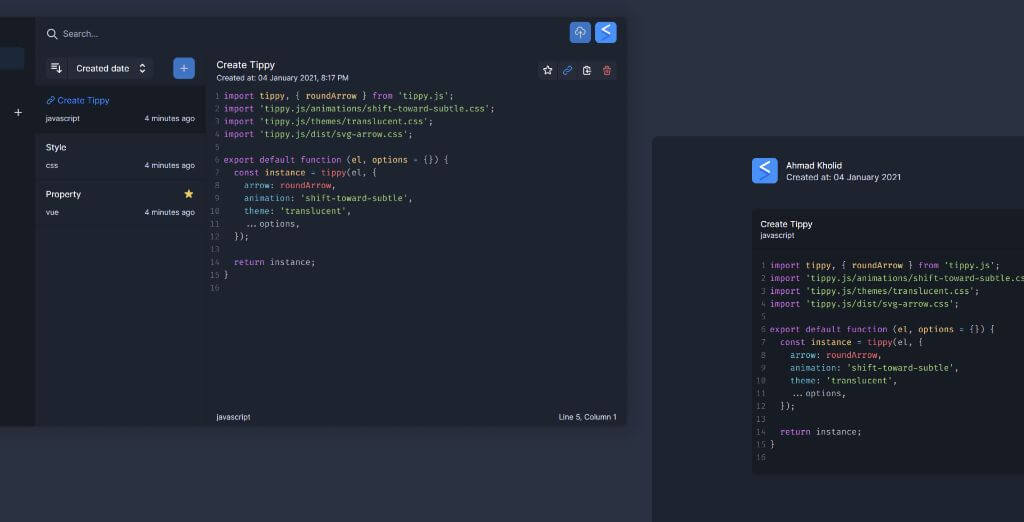 Search...
Created date
Create Tippy
javascript
4 minutes ago
Style
css
4 minutes ago
Property
vue
4 minutes ago
Create Tippy
Created at: 04 January 2021, 8:17 PM
1 import tippy, { roundArrow } from 'tippy.js';
2 import 'tippy.js/animations/shift-toward-subtle.css';
3 import 'tippy.js/themes/translucent.css';
4 import 'tippy.js/dist/svg-arrow.css';
5
6 export default function (el, options = {}) {
7 const instance = tippy(el, {
8 arrow: roundArrow,
9 animation: 'shift-toward-subtle',
10 theme: 'translucent',
11 ...options,
12 });
13
14 return instance;
15 }
16
javascript
Line 5, Column 1
Ahmad Kholid
Created at: 04 January 2021
Create Tippy
javascript
1 import tippy, { roundArrow } from 'tippy.js';
2 import 'tippy.js/animations/shift-toward-subtle.cs
3 import 'tippy.js/themes/translucent.css';
4 import 'tippy.js/dist/svg-arrow.css';
5
6 export default function (el, options = {}) {
7 const instance = tippy(el, {
8 arrow: roundArrow,
9 animation: 'shift-toward-subtle',
10 theme: 'translucent',
11 ...options,
12 });
13
14 return instance;
15 }
16